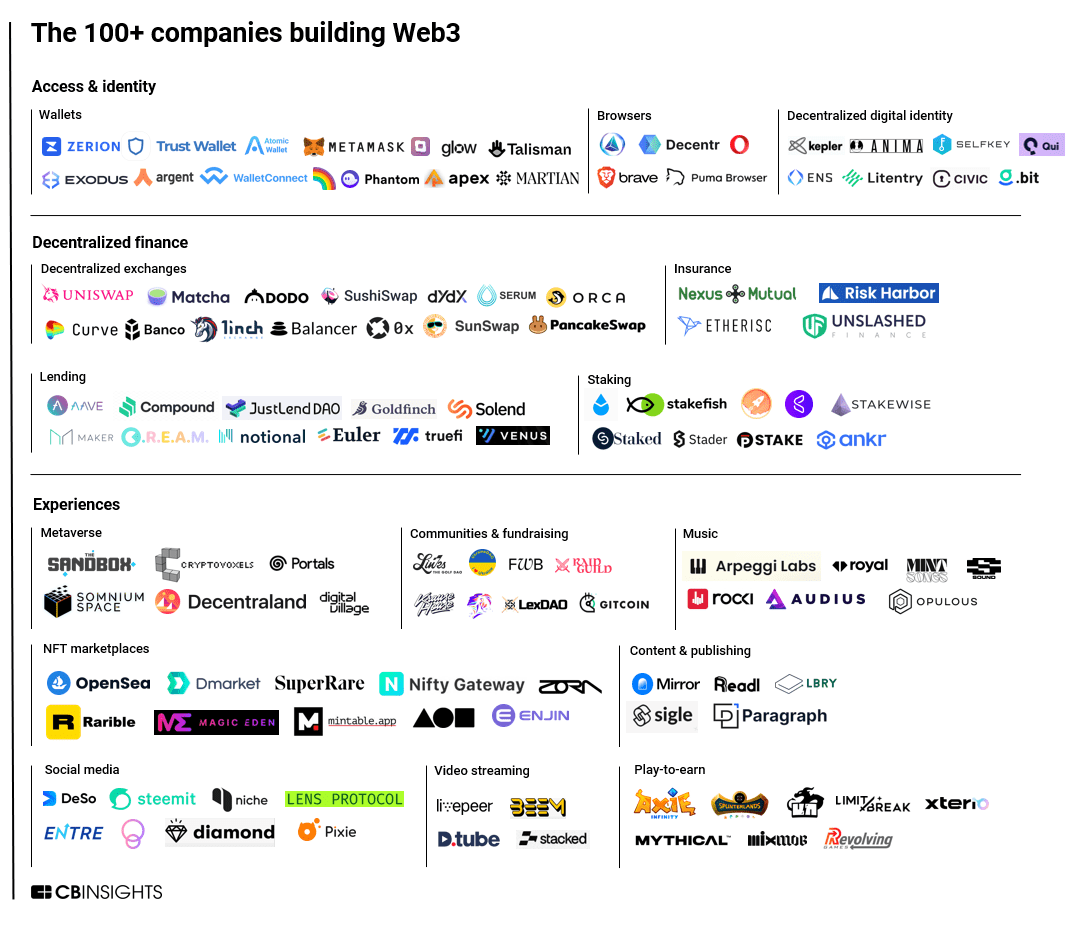 The 100+ companies building Web3
Access & identity
Wallets
ZERION Trust Wallet Atomic Wallet METAMASK glow Talisman
EXODUS argent WalletConnect Phantom apex MARTIAN
Browsers
Decentr
brave Puma Browser
Decentralized digital identity
kepler ANIMA SELFKEY Qui
ENS Litentry CIVIC .bit
Decentralized finance
Decentralized exchanges
UNISWAP Matcha DODO SushiSwap dYdX SERUM ORCA
Curve Banco 1inch EXCHANGE Balancer 0x SunSwap PancakeSwap
Insurance
Nexus Mutual Risk Harbor
ETHERISC UNSLASHED FINANCE
Lending
AAVE Compound JustLend DAO Goldfinch Solend
MAKER C.R.E.A.M. notional Euler truefi VENUS
Staking
stakefish STAKEWISE
Staked Stader PSTAKE ankr
Experiences
Metaverse
THE SANDBOX CRYPTOVOXELS Portals
SOMNIUM SPACE Decentraland digital village
Communities & fundraising
Links THE GOLF DAO FWB RAID GUILD
Krause House LexDAO GITCOIN
Music
Arpeggi Labs royal MINT SONGS SOUND
ROCKI AUDIUS OPULOUS
NFT marketplaces
OpenSea Dmarket SuperRare Nifty Gateway ZORA
R Rarible ME MAGIC EDEN M. mintable.app ENJIN
Content & publishing
Mirror Readl LBRY
sigle Paragraph
Social media
DeSo steemit niche LENS PROTOCOL
ENTRE diamond Pixie
Video streaming
livepeer BEEM
D.tube stacked
Play-to-earn
AXIE INFINITY SPLINTERLANDS LIMIT BREAK xterio
MYTHICAL™ MIXMOB Revolving GAMES
CBINSIGHTS